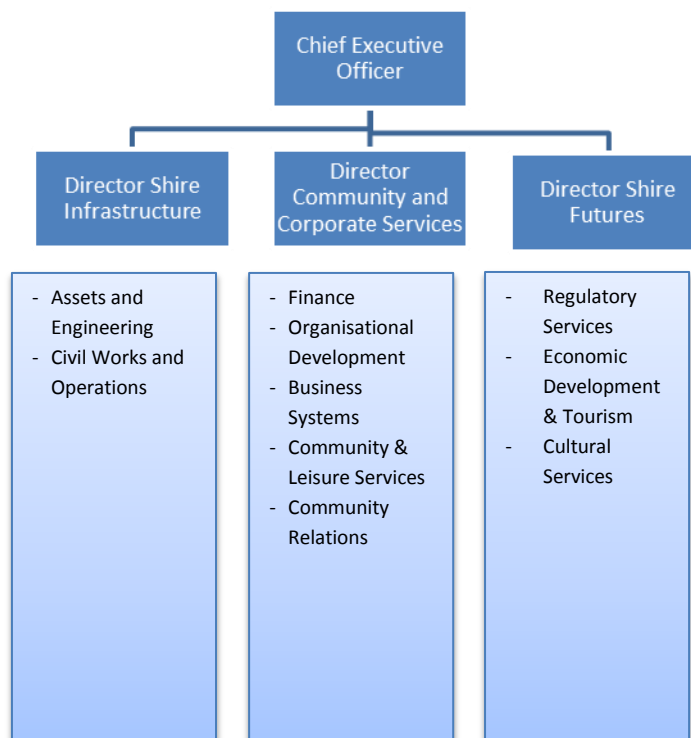 Chief Executive
Officer
Director Shire
Infrastructure
Director
Community and
Corporate Services
Director Shire
Futures
- Assets and
Engineering
- Civil Works and
Operations
- Finance
- Organisational
Development
- Business
Systems
- Community &
Leisure Services
- Community
Relations
- Regulatory
Services
- Economic
Development
& Tourism
- Cultural
Services